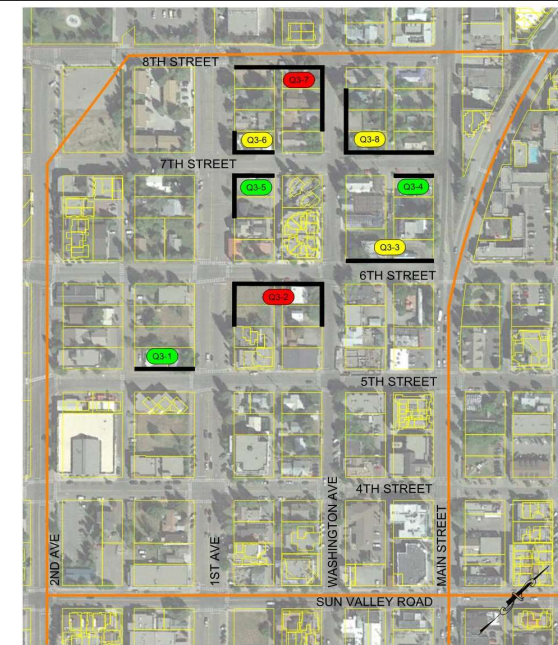 8TH STREET
Q3-7
Q3-6
Q3-8
7TH STREET
Q3-5
Q3-4
Q3-3
6TH STREET
Q3-2
Q3-1
5TH STREET
4TH STREET
2ND AVE
1ST AVE
WASHINGTON AVE
MAIN STREET
SUN VALLEY ROAD